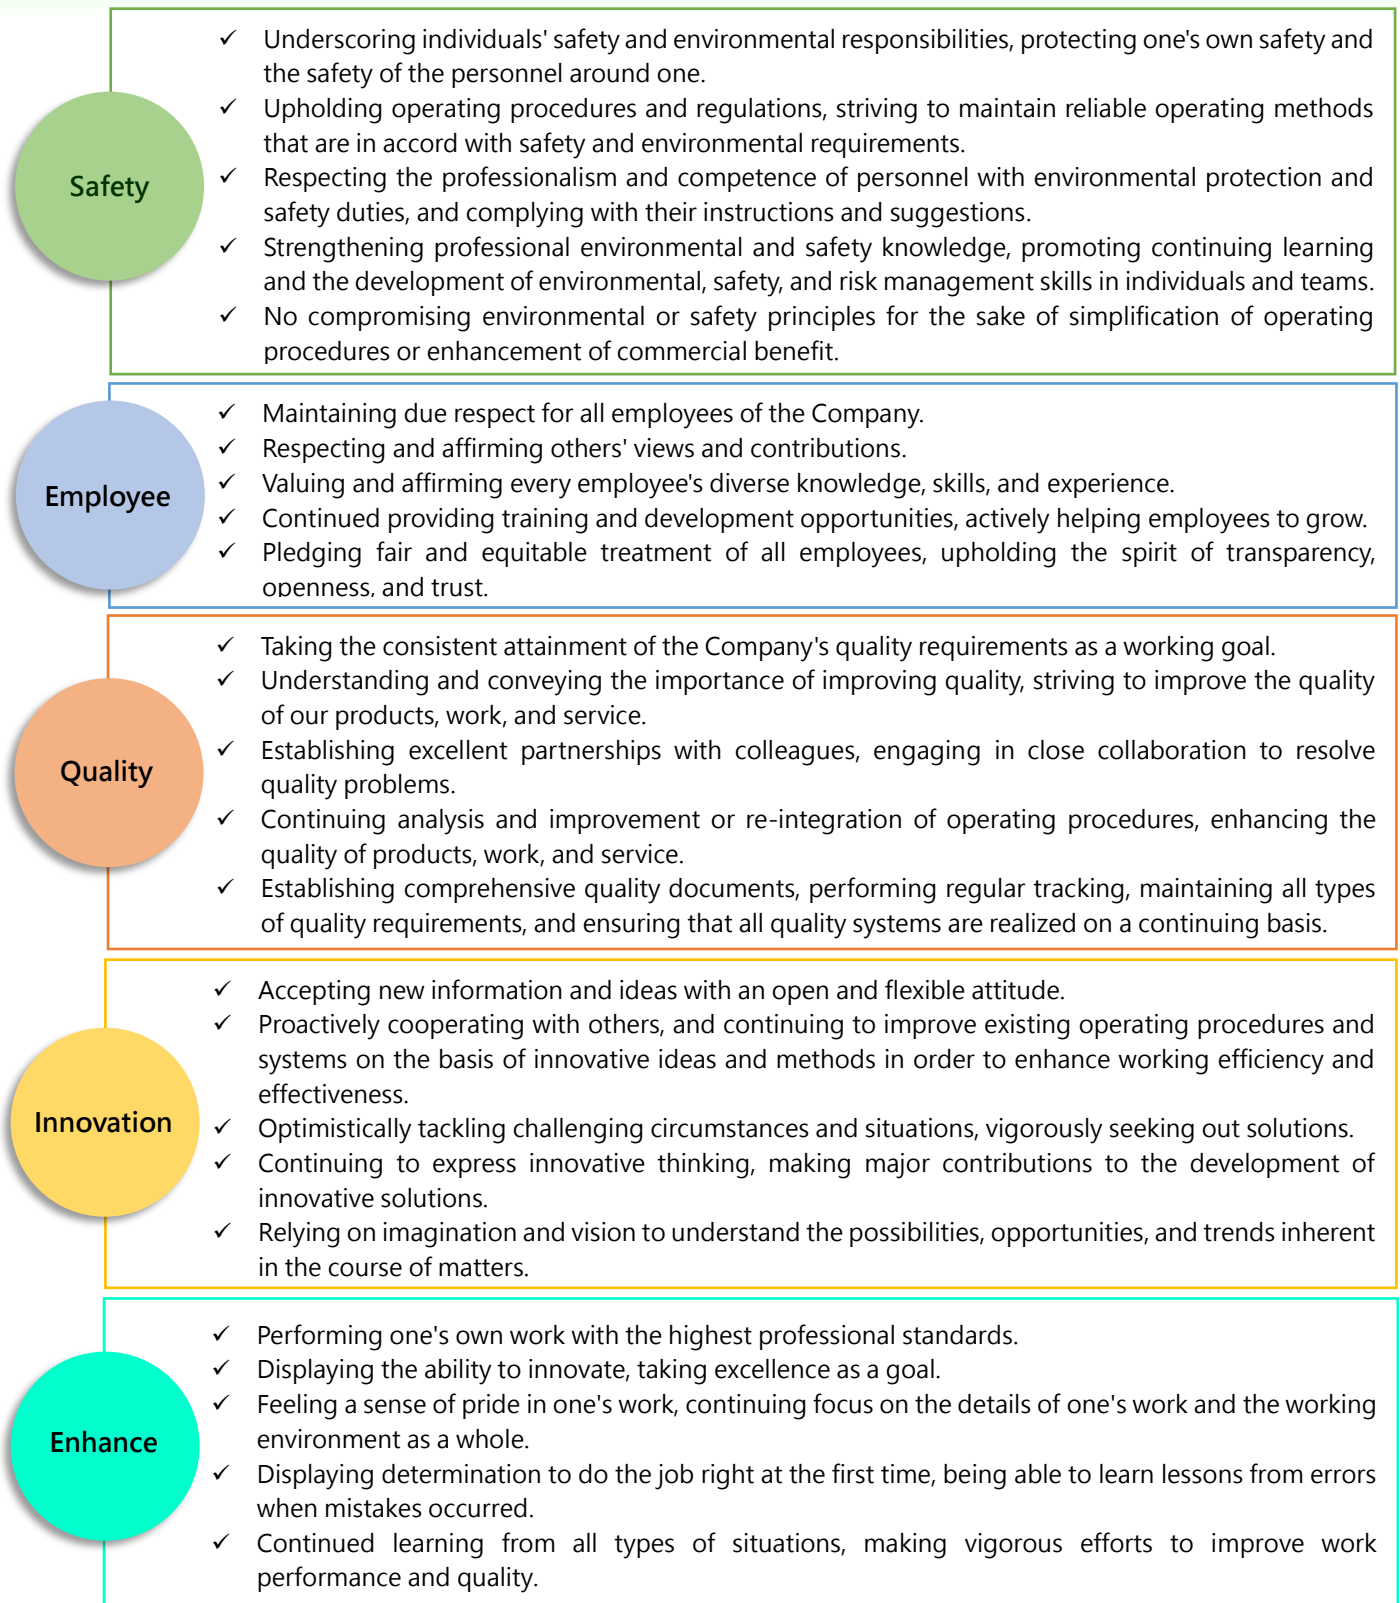 Safety
✓ Underscoring individuals' safety and environmental responsibilities, protecting one's own safety and
the safety of the personnel around one.
✓ Upholding operating procedures and regulations, striving to maintain reliable operating methods
that are in accord with safety and environmental requirements.
✓ Respecting the professionalism and competence of personnel with environmental protection and
safety duties, and complying with their instructions and suggestions.
✓ Strengthening professional environmental and safety knowledge, promoting continuing learning
and the development of environmental, safety, and risk management skills in individuals and teams.
✓ No compromising environmental or safety principles for the sake of simplification of operating
procedures or enhancement of commercial benefit.
Employee
✓ Maintaining due respect for all employees of the Company.
✓ Respecting and affirming others' views and contributions.
✓ Valuing and affirming every employee's diverse knowledge, skills, and experience.
✓ Continued providing training and development opportunities, actively helping employees to grow.
✓ Pledging fair and equitable treatment of all employees, upholding the spirit of transparency,
openness, and trust.
Quality
✓ Taking the consistent attainment of the Company's quality requirements as a working goal.
✓ Understanding and conveying the importance of improving quality, striving to improve the quality
of our products, work, and service.
✓ Establishing excellent partnerships with colleagues, engaging in close collaboration to resolve
quality problems.
✓ Continuing analysis and improvement or re-integration of operating procedures, enhancing the
quality of products, work, and service.
✓ Establishing comprehensive quality documents, performing regular tracking, maintaining all types
of quality requirements, and ensuring that all quality systems are realized on a continuing basis.
Innovation
✓ Accepting new information and ideas with an open and flexible attitude.
✓ Proactively cooperating with others, and continuing to improve existing operating procedures and
systems on the basis of innovative ideas and methods in order to enhance working efficiency and
effectiveness.
✓ Optimistically tackling challenging circumstances and situations, vigorously seeking out solutions.
✓ Continuing to express innovative thinking, making major contributions to the development of
innovative solutions.
✓ Relying on imagination and vision to understand the possibilities, opportunities, and trends inherent
in the course of matters.
Enhance
✓ Performing one's own work with the highest professional standards.
✓ Displaying the ability to innovate, taking excellence as a goal.
✓ Feeling a sense of pride in one's work, continuing focus on the details of one's work and the working
environment as a whole.
✓ Displaying determination to do the job right at the first time, being able to learn lessons from errors
when mistakes occurred.
✓ Continued learning from all types of situations, making vigorous efforts to improve work
performance and quality.